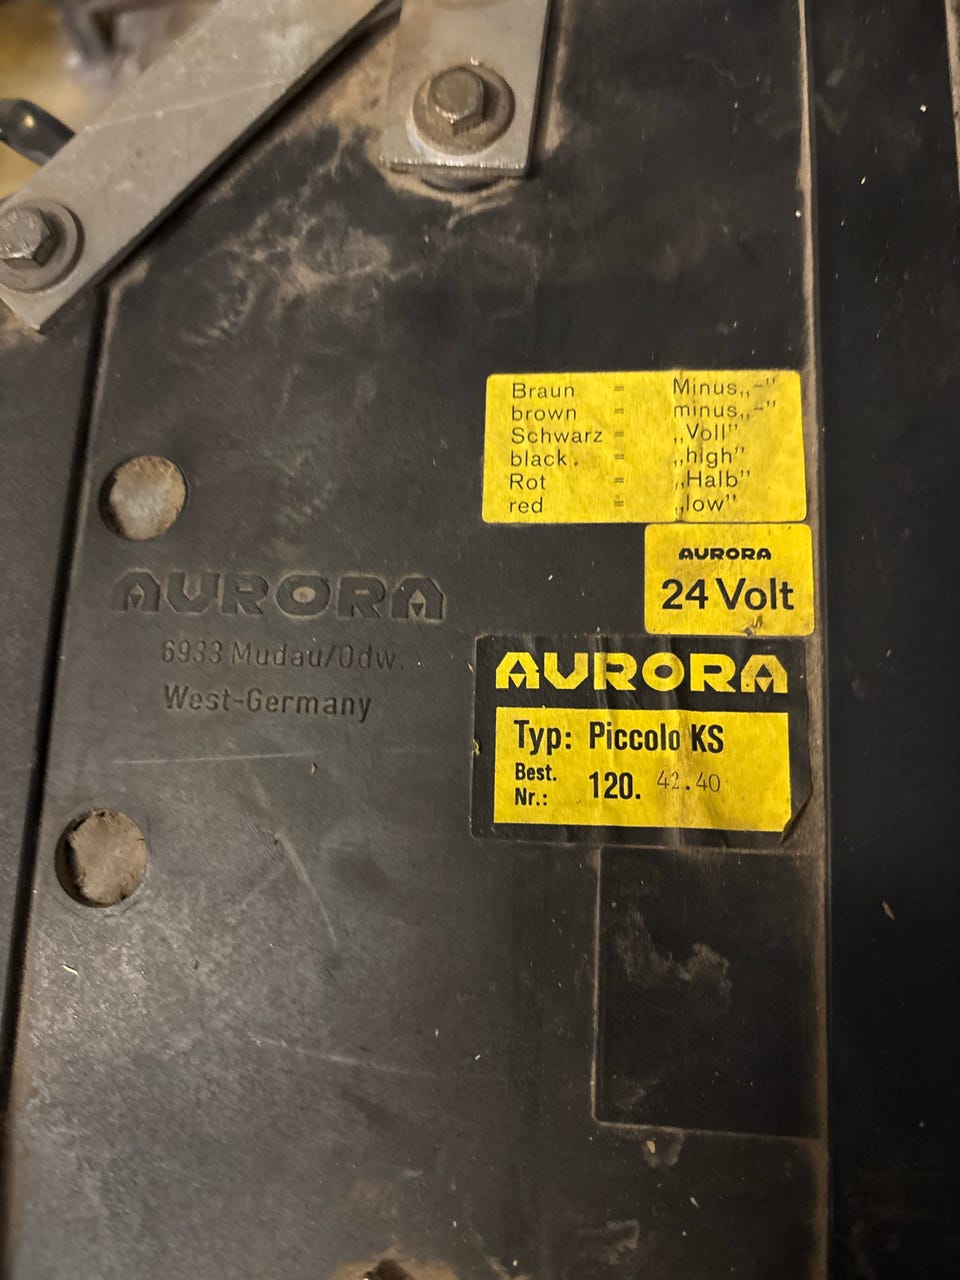 Braun = Minus„-"
brown = minus„-"
Schwarz = „Voll"
black. = „high"
Rot = „Halb"
red = „low"
AURORA
24 Volt
AURORA
6933 Mudau/Odw.
West-Germany
AURORA
Typ: Piccolo KS
Best.
Nr.: 120. 42.40